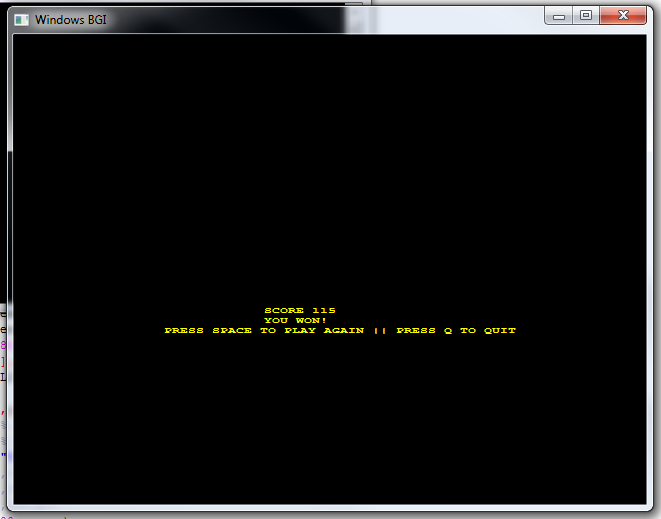 Windows BGI
SCORE 115
YOU WON!
PRESS SPACE TO PLAY AGAIN || PRESS Q TO QUIT